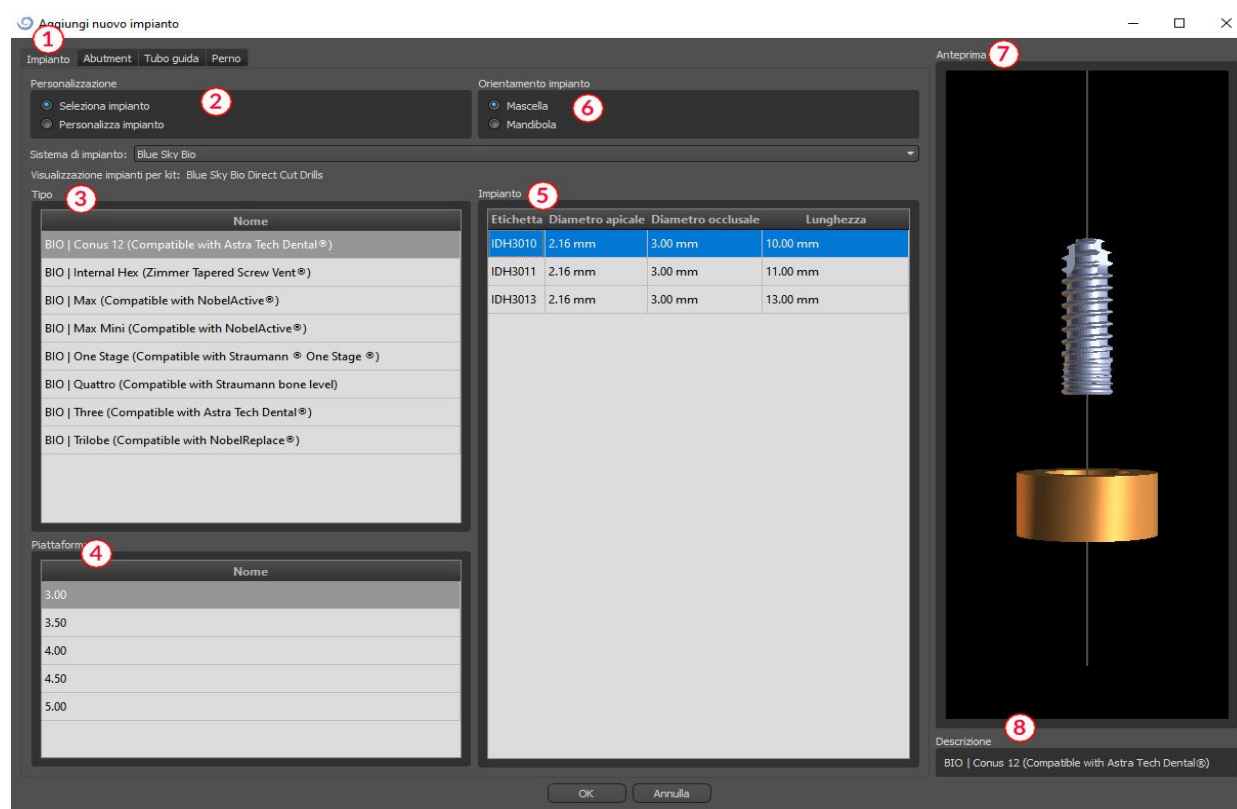 Aggiungi nuovo impianto
1
Impianto Abutment Tubo guida Perno
Personalizzazione
Seleziona impianto
2
Personalizza impianto
Orientamento impianto
Mascella
6
Mandibola
Sistema di impianto: Blue Sky Bio
Visualizzazione impianti per kit: Blue Sky Bio Direct Cut Drills
Tipo
3
Nome
BIO | Conus 12 (Compatible with Astra Tech Dental®)
BIO | Internal Hex (Zimmer Tapered Screw Vent®)
BIO | Max (Compatible with NobelActive®)
BIO | Max Mini (Compatible with NobelActive®)
BIO | One Stage (Compatible with Straumann ® One Stage ®)
BIO | Quattro (Compatible with Straumann bone level)
BIO | Three (Compatible with Astra Tech Dental®)
BIO | Trilobe (Compatible with NobelReplace®)
Piattaform
4
Nome
3.00
3.50
4.00
4.50
5.00
Impianto
5
Etichetta Diametro apicale Diametro occlusale Lunghezza
IDH3010 2.16 mm 3.00 mm 10.00 mm
IDH3011 2.16 mm 3.00 mm 11.00 mm
IDH3013 2.16 mm 3.00 mm 13.00 mm
Anteprima
7
8
Descrizione
BIO | Conus 12 (Compatible with Astra Tech Dental®)
OK Annulla